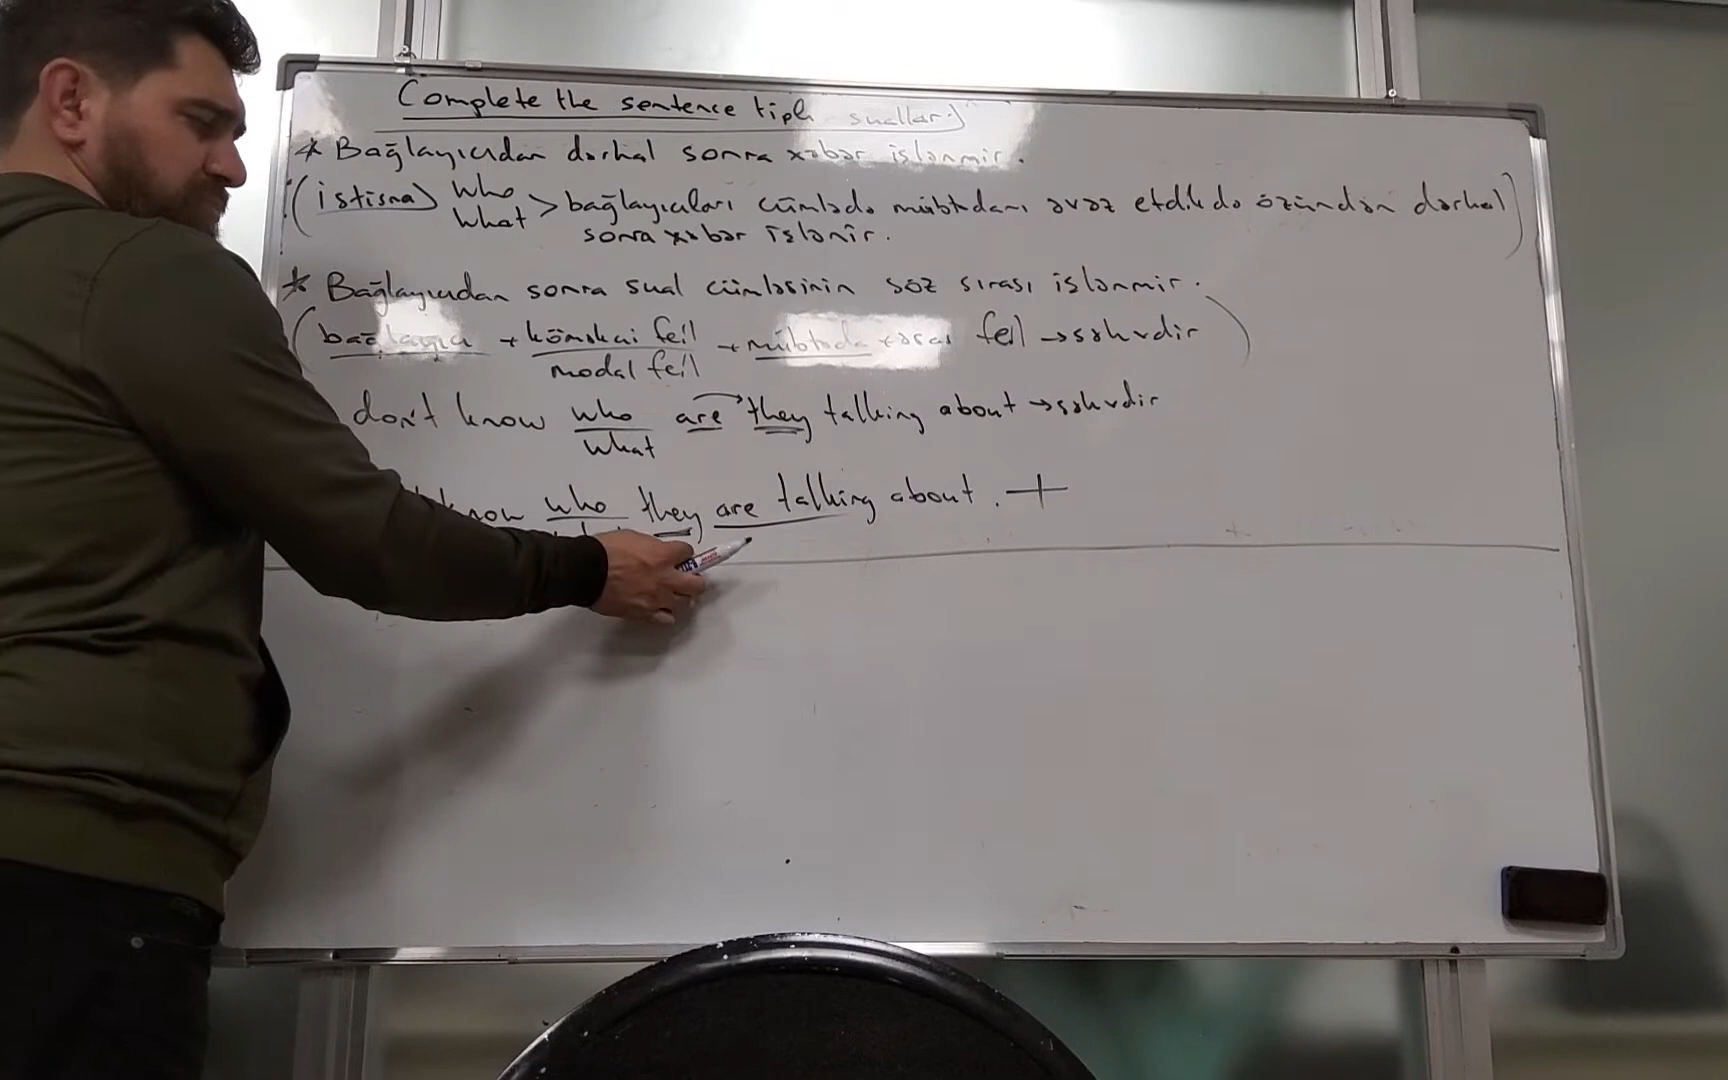 Complete the sentence tipli suallar:
* Bağlayıcıdan dərhal sonra xəbər işlənmir.
(istisna) who
what > bağlayıcıları cümlədə mübtədanı əvəz etdikdə özündən dərhal
sonra xəbər işlənir.
* Bağlayıcıdan sonra sual cümləsinin söz sırası işlənmir.
(bağlayıcı + köməkçi feil + mübtəda + əsas feil → səhvdir)
modal feil
don't know who are they talking about → səhvdir
what
know who they are talking about. +